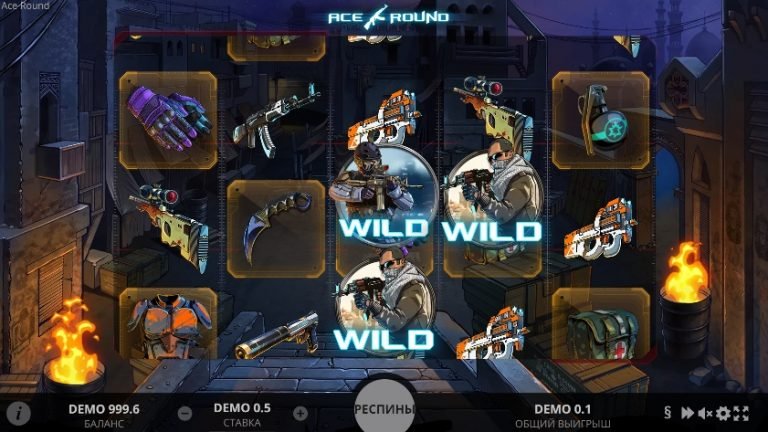 Ace Round
ACE ROUND
WILD
WILD
WILD
DEMO 999.6
БАЛАНС
DEMO 0.5
СТАВКА
РЕСПИНЫ
DEMO 0.1
ОБЩИЙ ВЫИГРЫШ